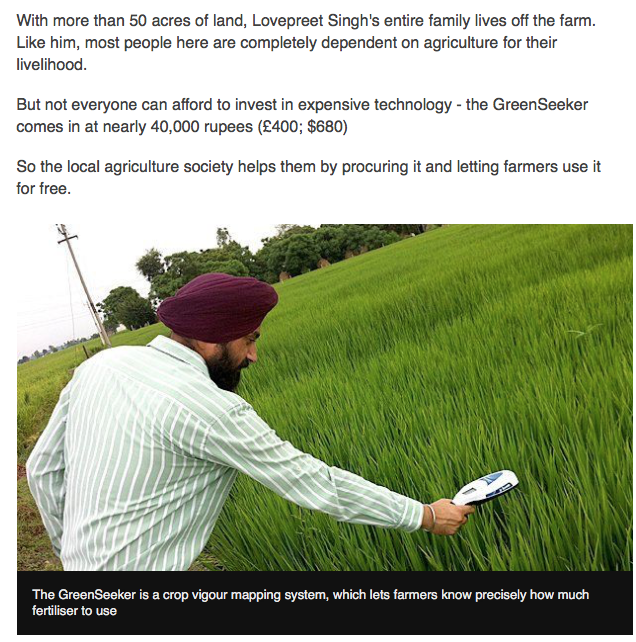 With more than 50 acres of land, Lovepreet Singh's entire family lives off the farm.
Like him, most people here are completely dependent on agriculture for their
livelihood.
But not everyone can afford to invest in expensive technology - the GreenSeeker
comes in at nearly 40,000 rupees (£400; $680)
So the local agriculture society helps them by procuring it and letting farmers use it
for free.
The GreenSeeker is a crop vigour mapping system, which lets farmers know precisely how much
fertiliser to use